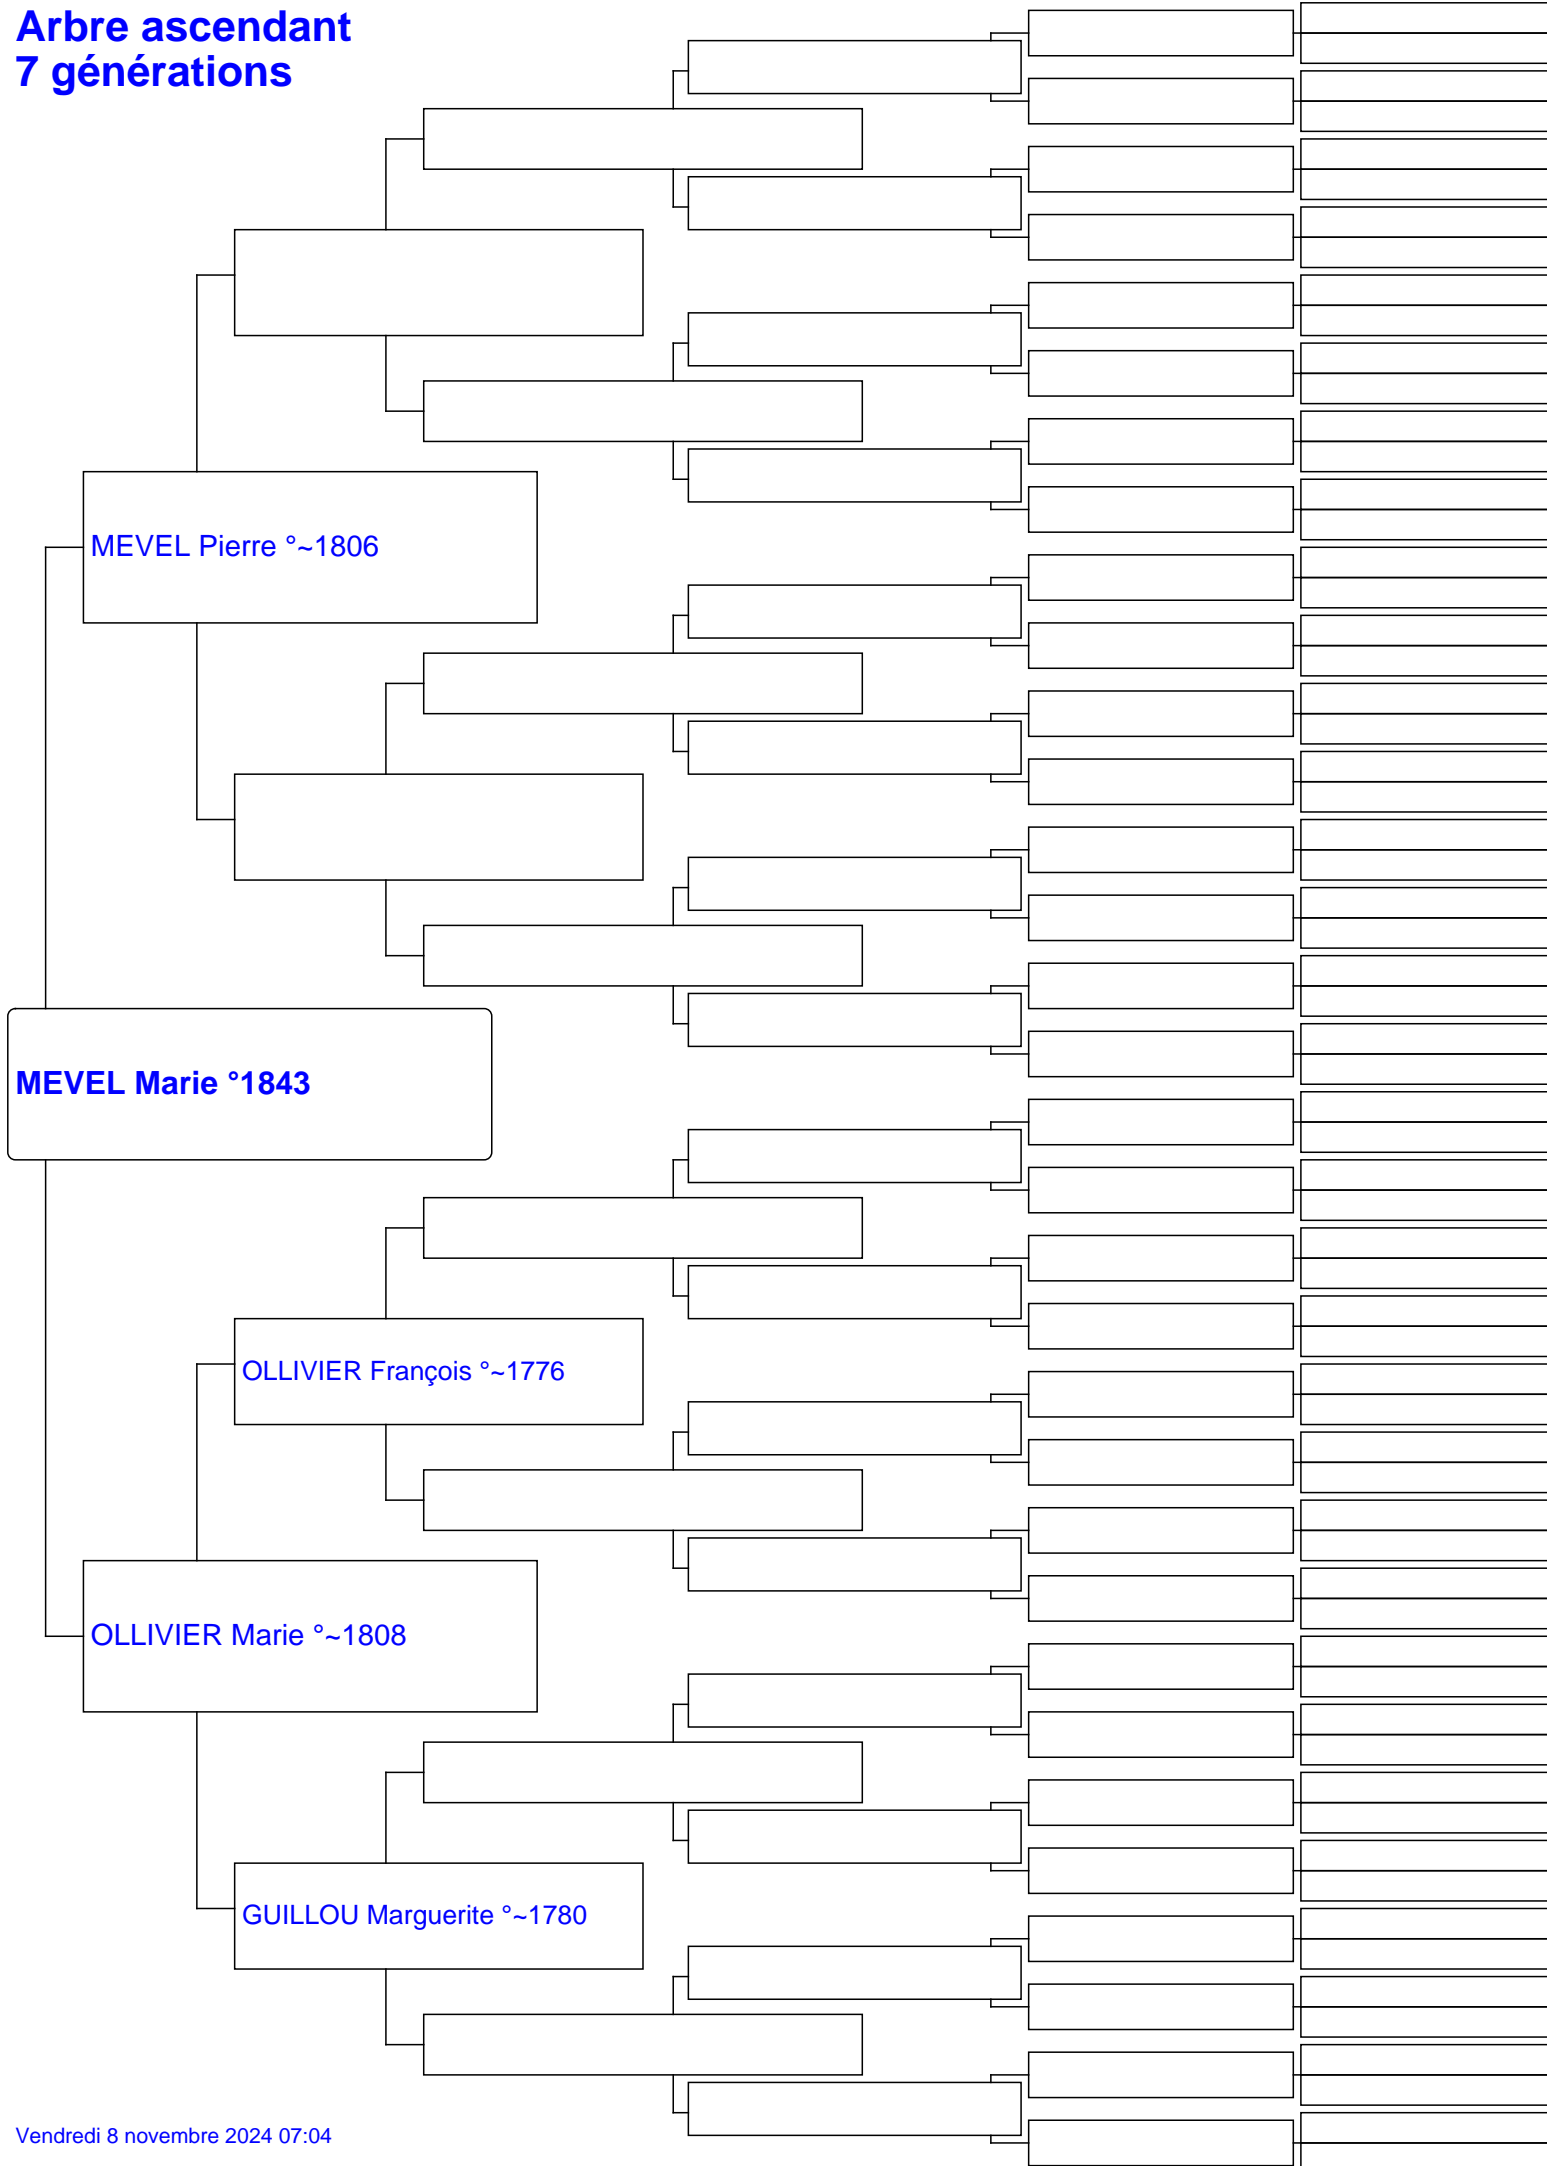 Arbre ascendant
7 générations
MEVEL Pierre °~1806
MEVEL Marie °1843
OLLIVIER François °~1776
OLLIVIER Marie °~1808
GUILLOU Marguerite °~1780
Vendredi 8 novembre 2024 07:04